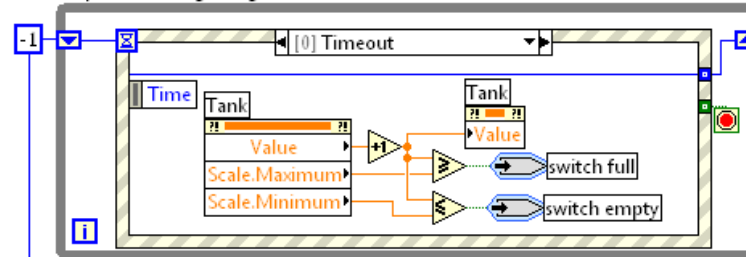 -1
[0] Timeout
Time
Tank
Tank
Value
Value
+1
Scale.Maximum
≥
switch full
Scale.Minimum
≤
switch empty
i